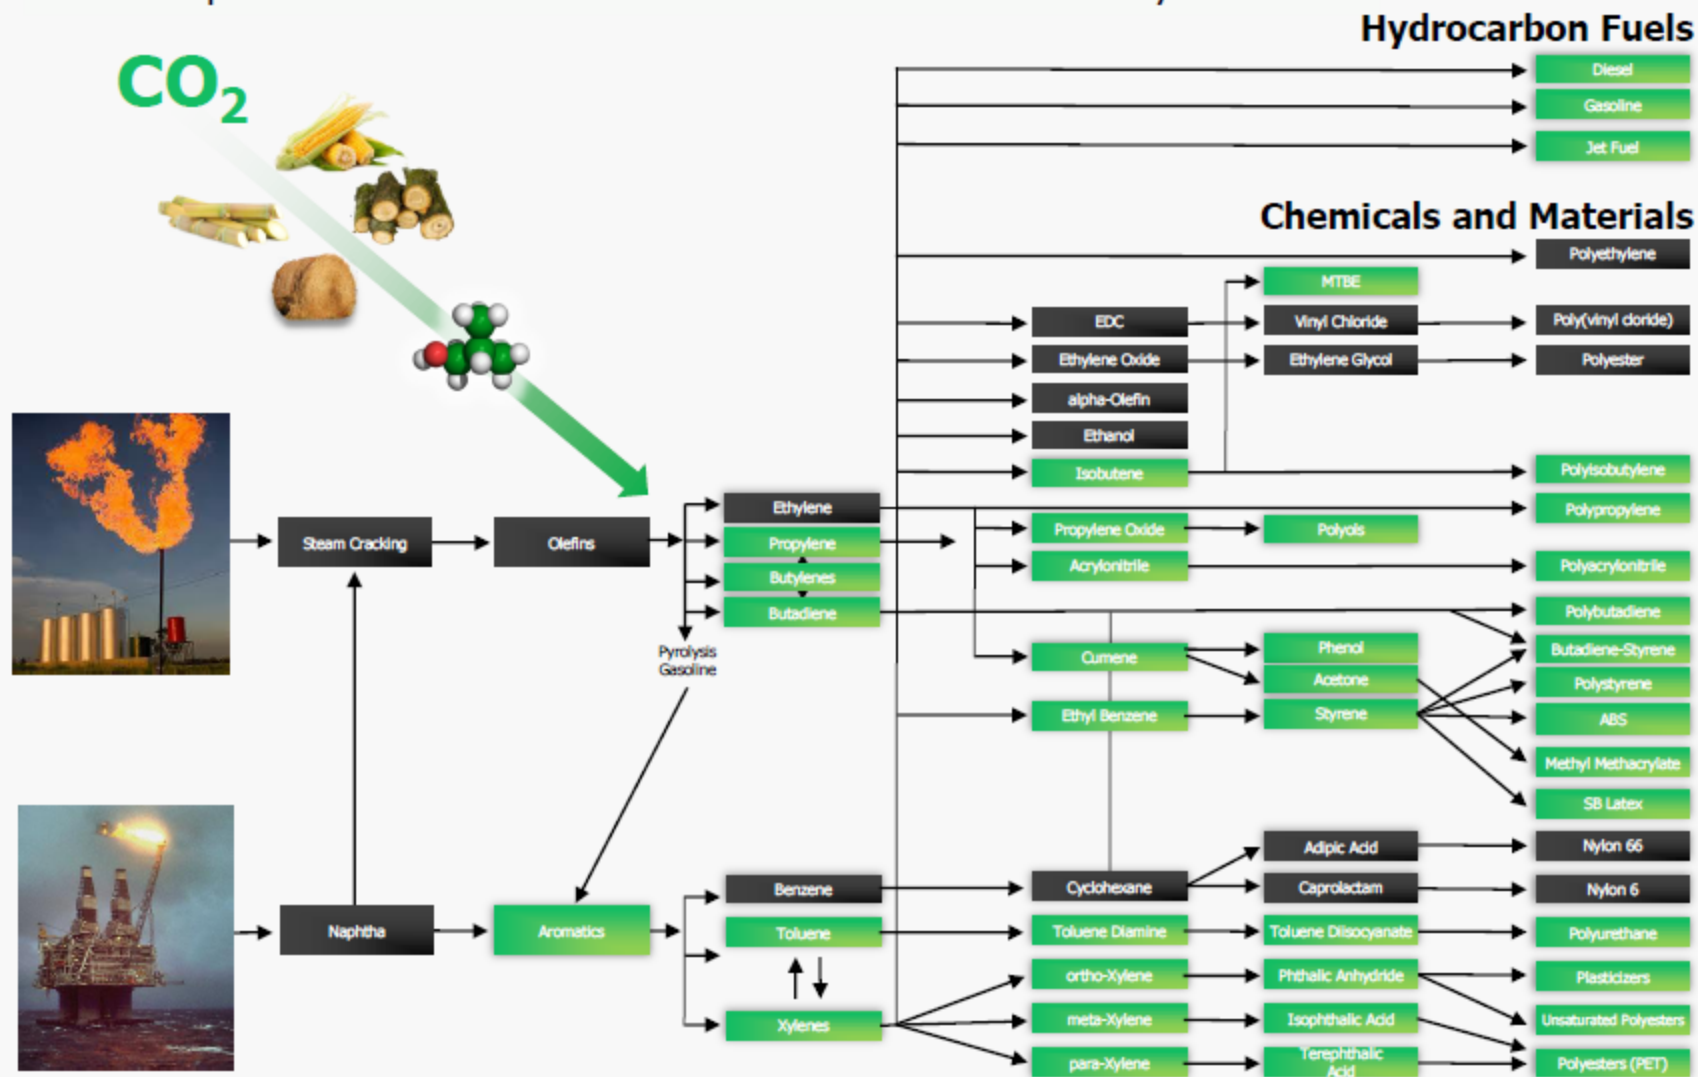 Hydrocarbon Fuels
CO2
Diesel
Gasoline
Jet Fuel
Chemicals and Materials
Polyethylene
MTBE
EDC
Vinyl Chloride
Poly(vinyl cloride)
Ethylene Oxide
Ethylene Glycol
Polyester
alpha-Olefin
Ethanol
Isobutene
Polyisobutylene
Ethylene
Polypropylene
Steam Cracking
Olefins
Propylene
Propylene Oxide
Polyols
Butylenes
Acrylonitrile
Polyacrylonitrile
Butadiene
Polybutadiene
Pyrolysis
Gasoline
Cumene
Phenol
Butadiene-Styrene
Acetone
Polystyrene
Ethyl Benzene
Styrene
ABS
Methyl Methacrylate
SB Latex
Adipic Acid
Nylon 66
Benzene
Cyclohexane
Caprolactam
Nylon 6
Naphtha
Aromatics
Toluene
Toluene Diamine
Toluene Diisocyanate
Polyurethane
ortho-Xylene
Phthalic Anhydride
Plasticizers
Xylenes
meta-Xylene
Isophthalic Acid
Unsaturated Polyesters
para-Xylene
Terephthalic
Acid
Polyesters (PET)